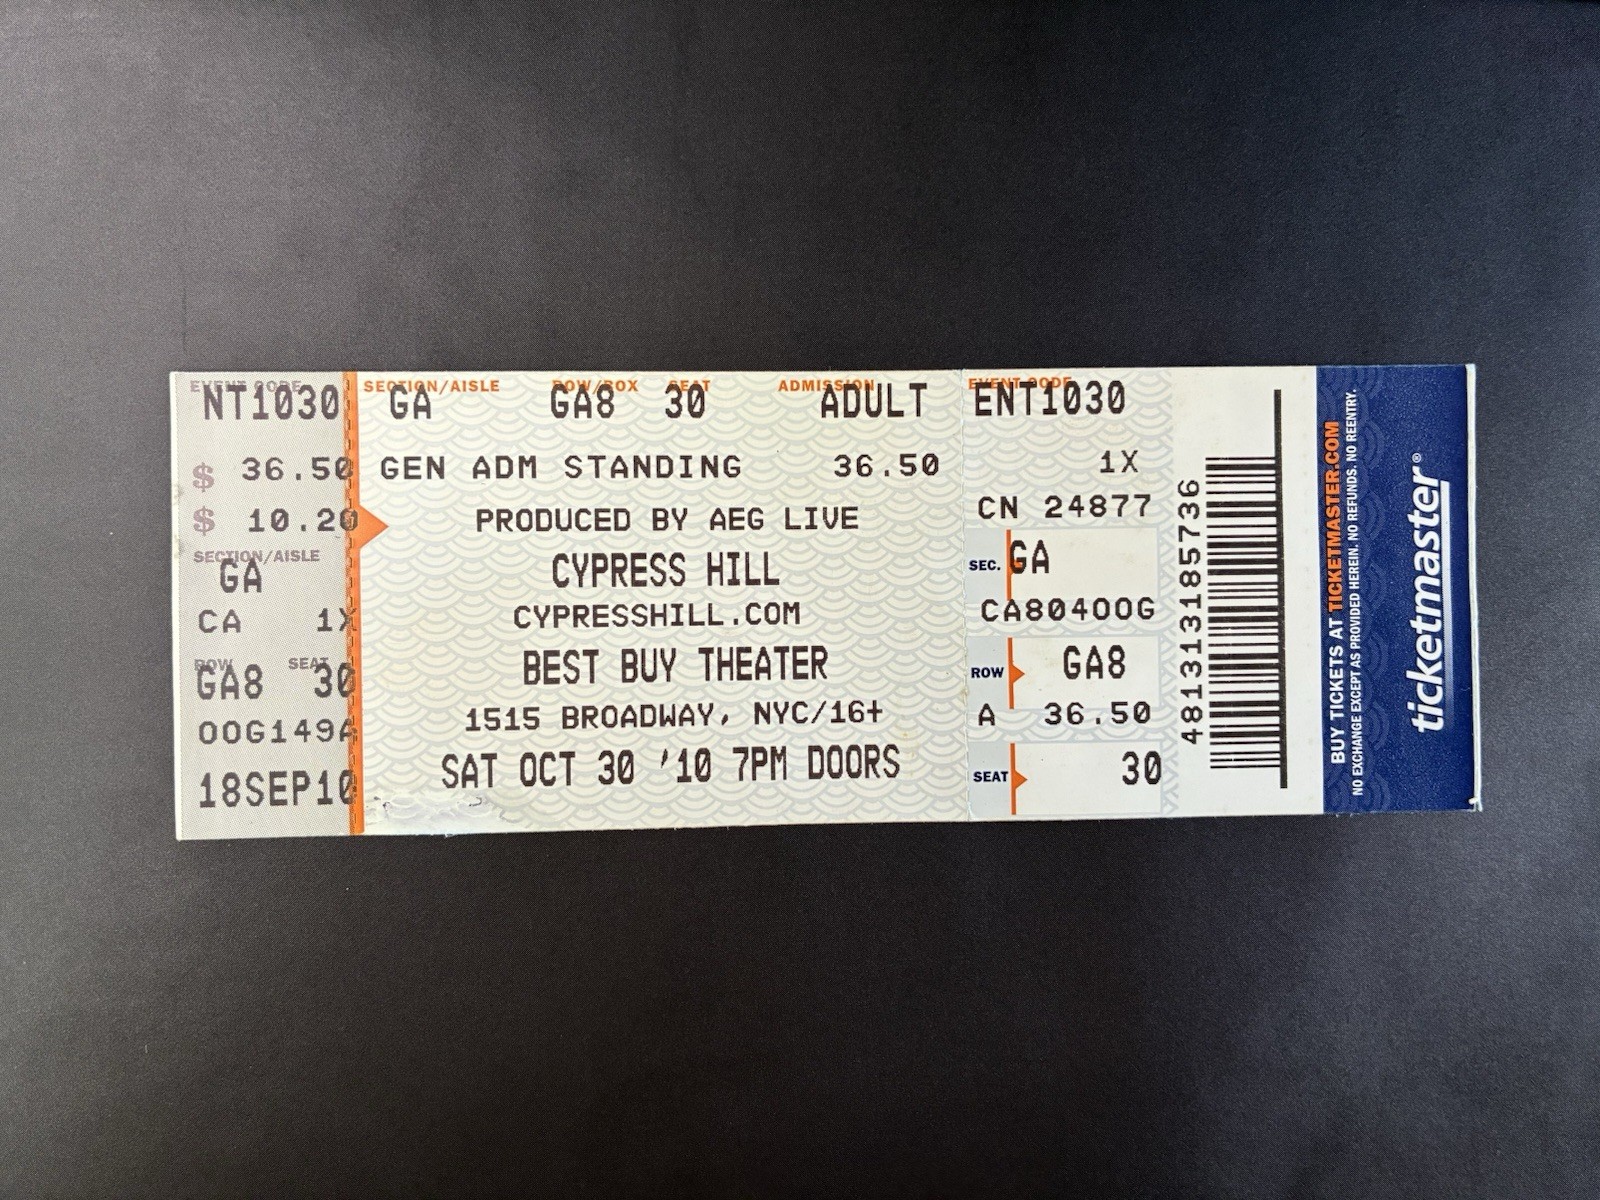 EVENT CODE
NT1030
$ 36.50
$ 10.20
SECTION/AISLE
GA
CA 1X
ROW SEAT
GA8 30
OOG149A
18SEP10
SECTION/AISLE ROW/BOX SEAT ADMISSION
GA GA8 30 ADULT
GEN ADM STANDING 36.50
PRODUCED BY AEG LIVE
CYPRESS HILL
CYPRESSHILL.COM
BEST BUY THEATER
1515 BROADWAY, NYC/16+
SAT OCT 30 '10 7PM DOORS
EVENT CODE
ENT1030
1X
CN 24877
SEC. GA
CA8040OG
ROW GA8
A 36.50
SEAT 30
481313185736
BUY TICKETS AT TICKETMASTER.COM
NO EXCHANGE EXCEPT AS PROVIDED HEREIN. NO REFUNDS. NO REENTRY.
ticketmaster®